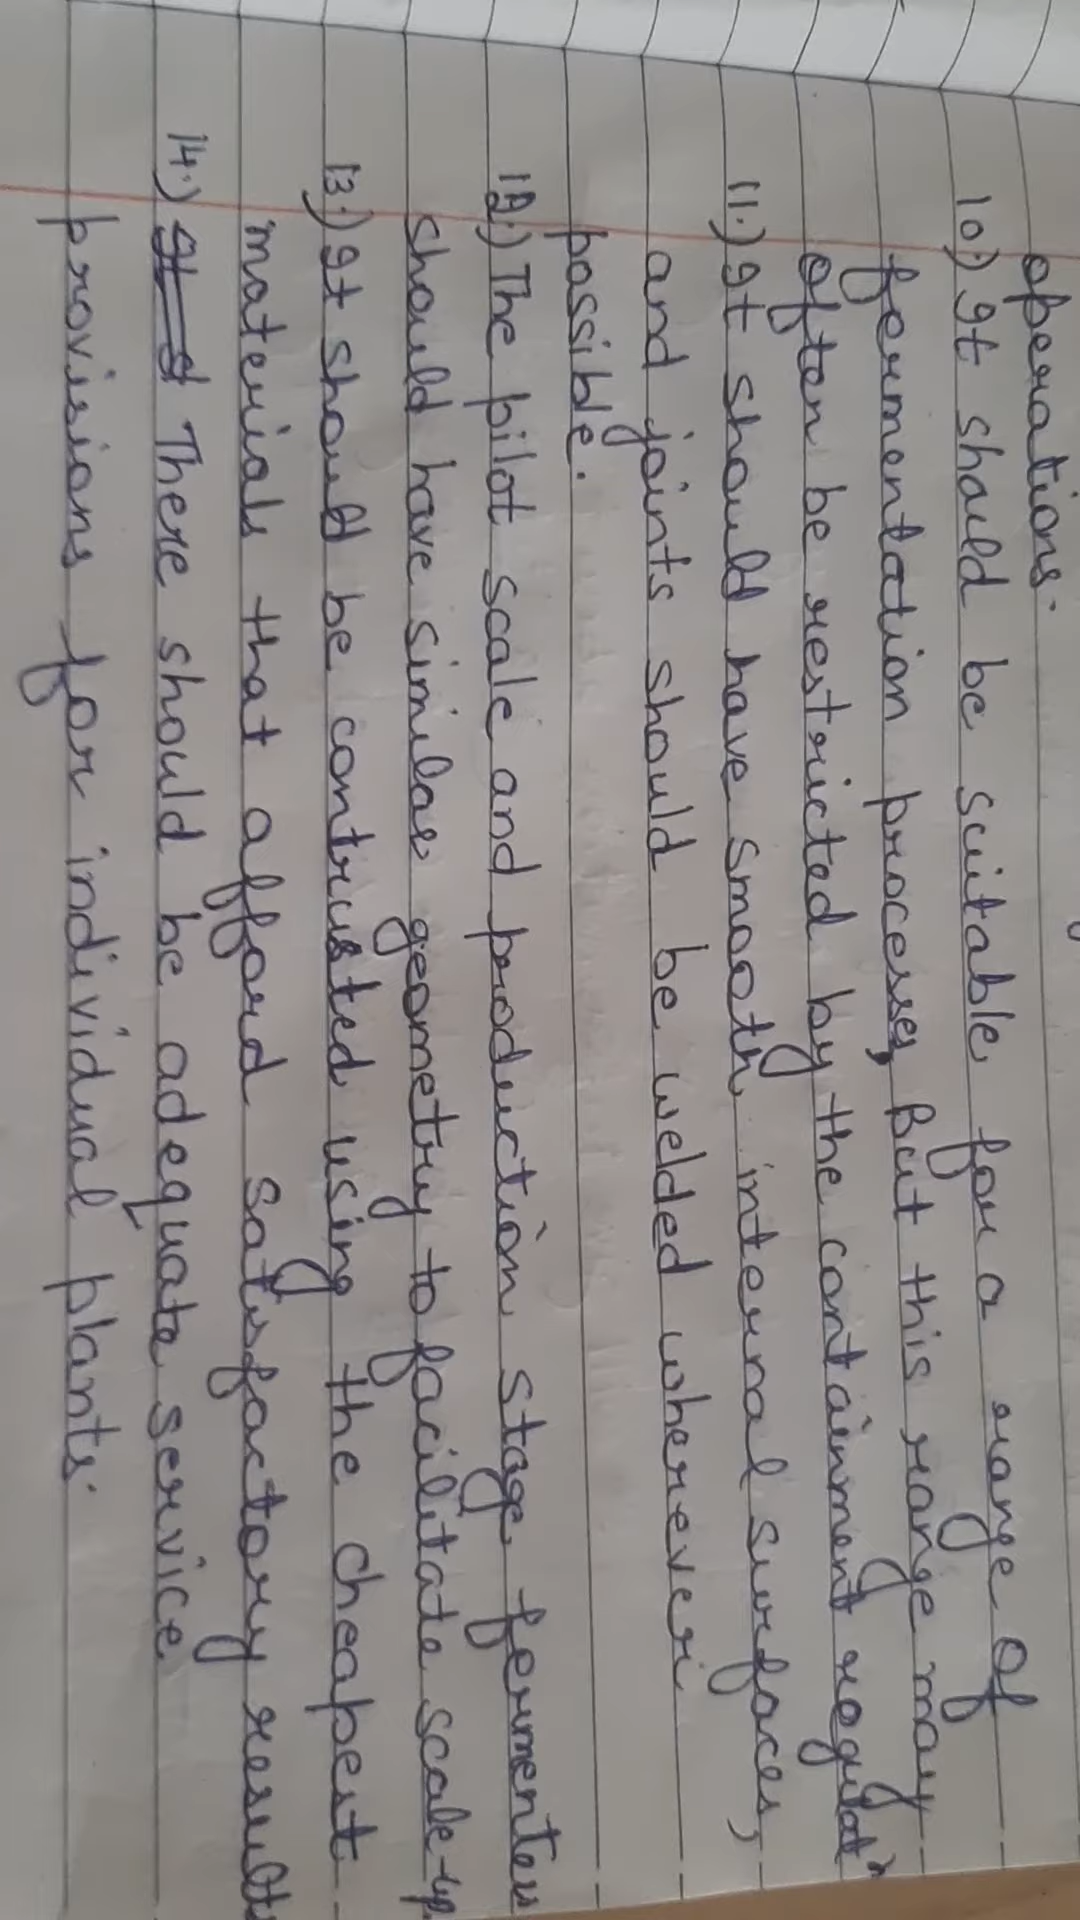 operations.
10.) It should be suitable for a range of
fermentation processes, But this range may
often be restricted by the containment regulatn
11.) It should have smooth internal surfaces,
and joints should be welded wherever
possible.
12.) The pilot scale and production stage fermenter
should have similar geometry to facilitate scale-up.
13.) It should be contrusted using the cheapest
materials that afford satisfactory results
14.) There should be adequate service
provisions for individual plants.